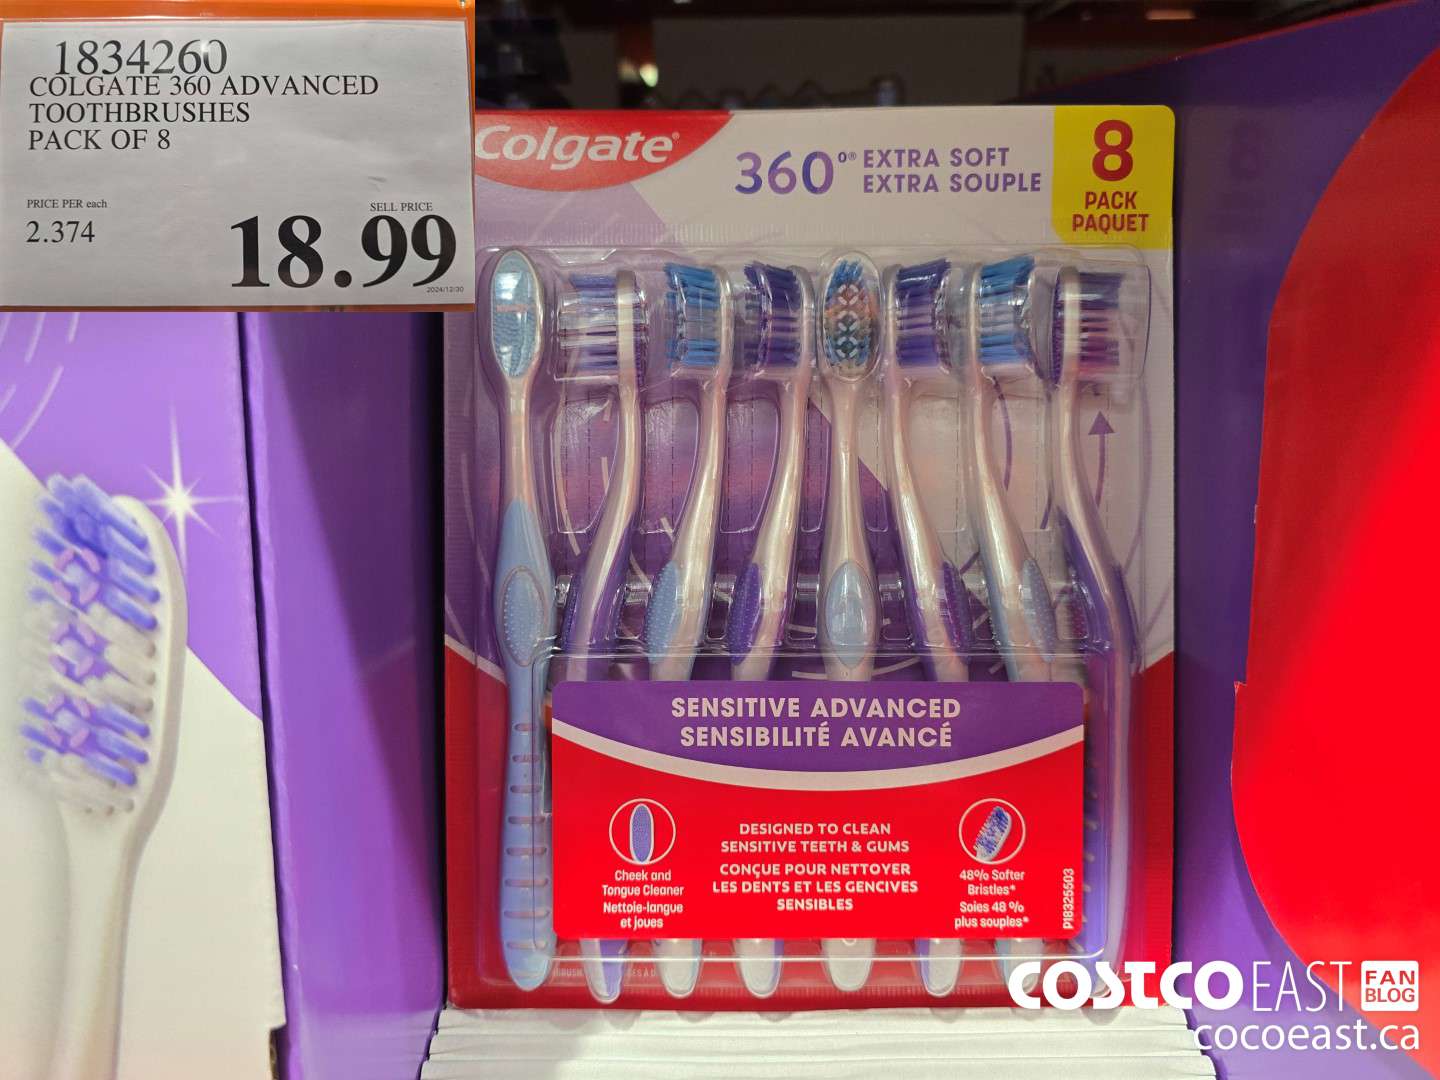 1834260
COLGATE 360 ADVANCED
TOOTHBRUSHES
PACK OF 8
PRICE PER each
2.374
SELL PRICE
18.99
2024/12/30
Colgate®
360°® EXTRA SOFT
EXTRA SOUPLE
8
PACK
PAQUET
SENSITIVE ADVANCED
SENSIBILITÉ AVANCÉ
Cheek and
Tongue Cleaner
Nettoie-langue
et joues
DESIGNED TO CLEAN
SENSITIVE TEETH & GUMS
CONÇUE POUR NETTOYER
LES DENTS ET LES GENCIVES
SENSIBLES
48% Softer
Bristles*
Soies 48 %
plus souples*
P18325503
COSTCO EAST FAN
BLOG
cocoeast.ca